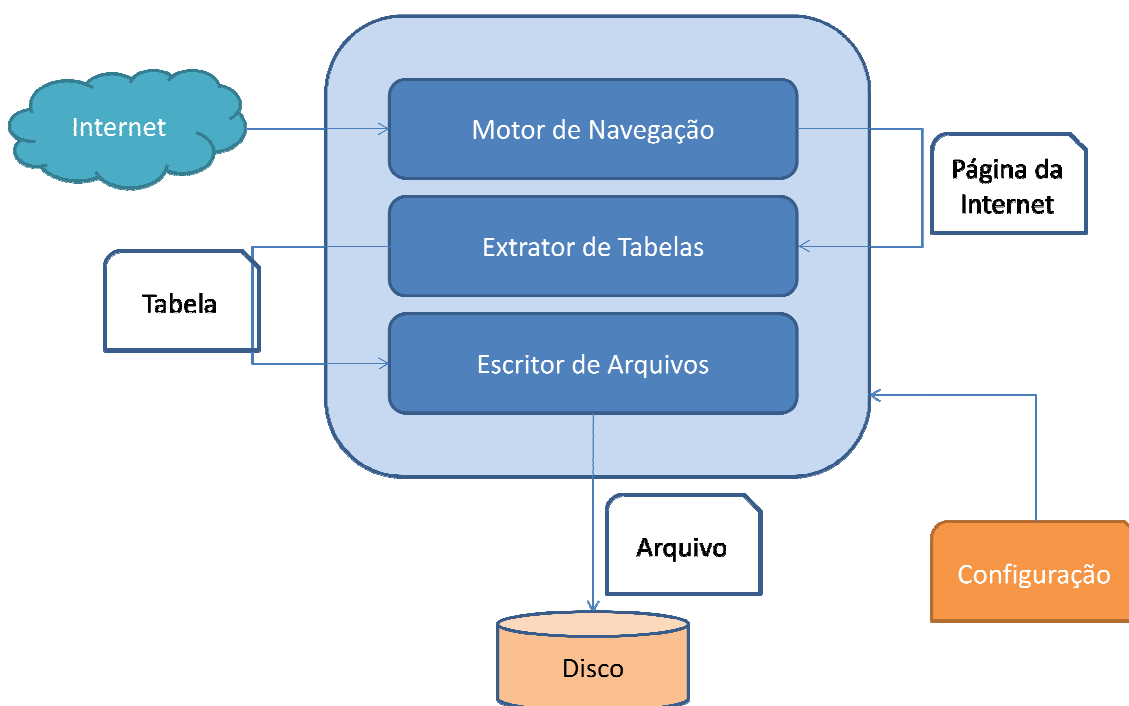 Internet
Motor de Navegação
Página da
Internet
Extrator de Tabelas
Tabela
Escritor de Arquivos
Arquivo
Configuração
Disco